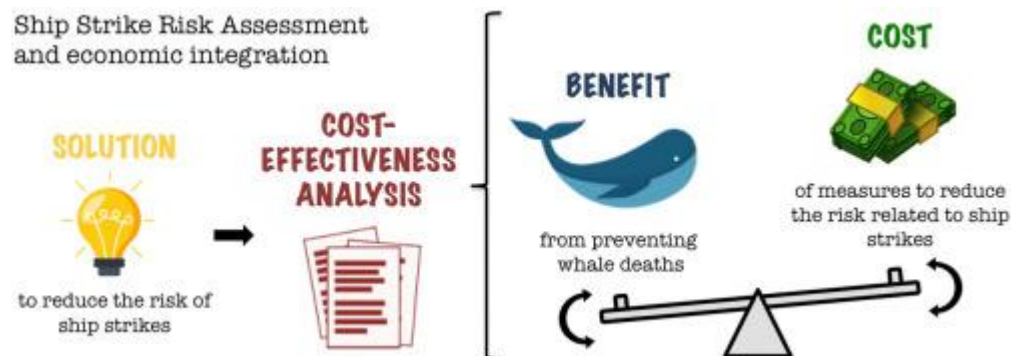 Ship Strike Risk Assessment
and economic integration
SOLUTION
to reduce the risk of
ship strikes
COST-
EFFECTIVENESS
ANALYSIS
BENEFIT
from preventing
whale deaths
COST
of measures to reduce
the risk related to ship
strikes